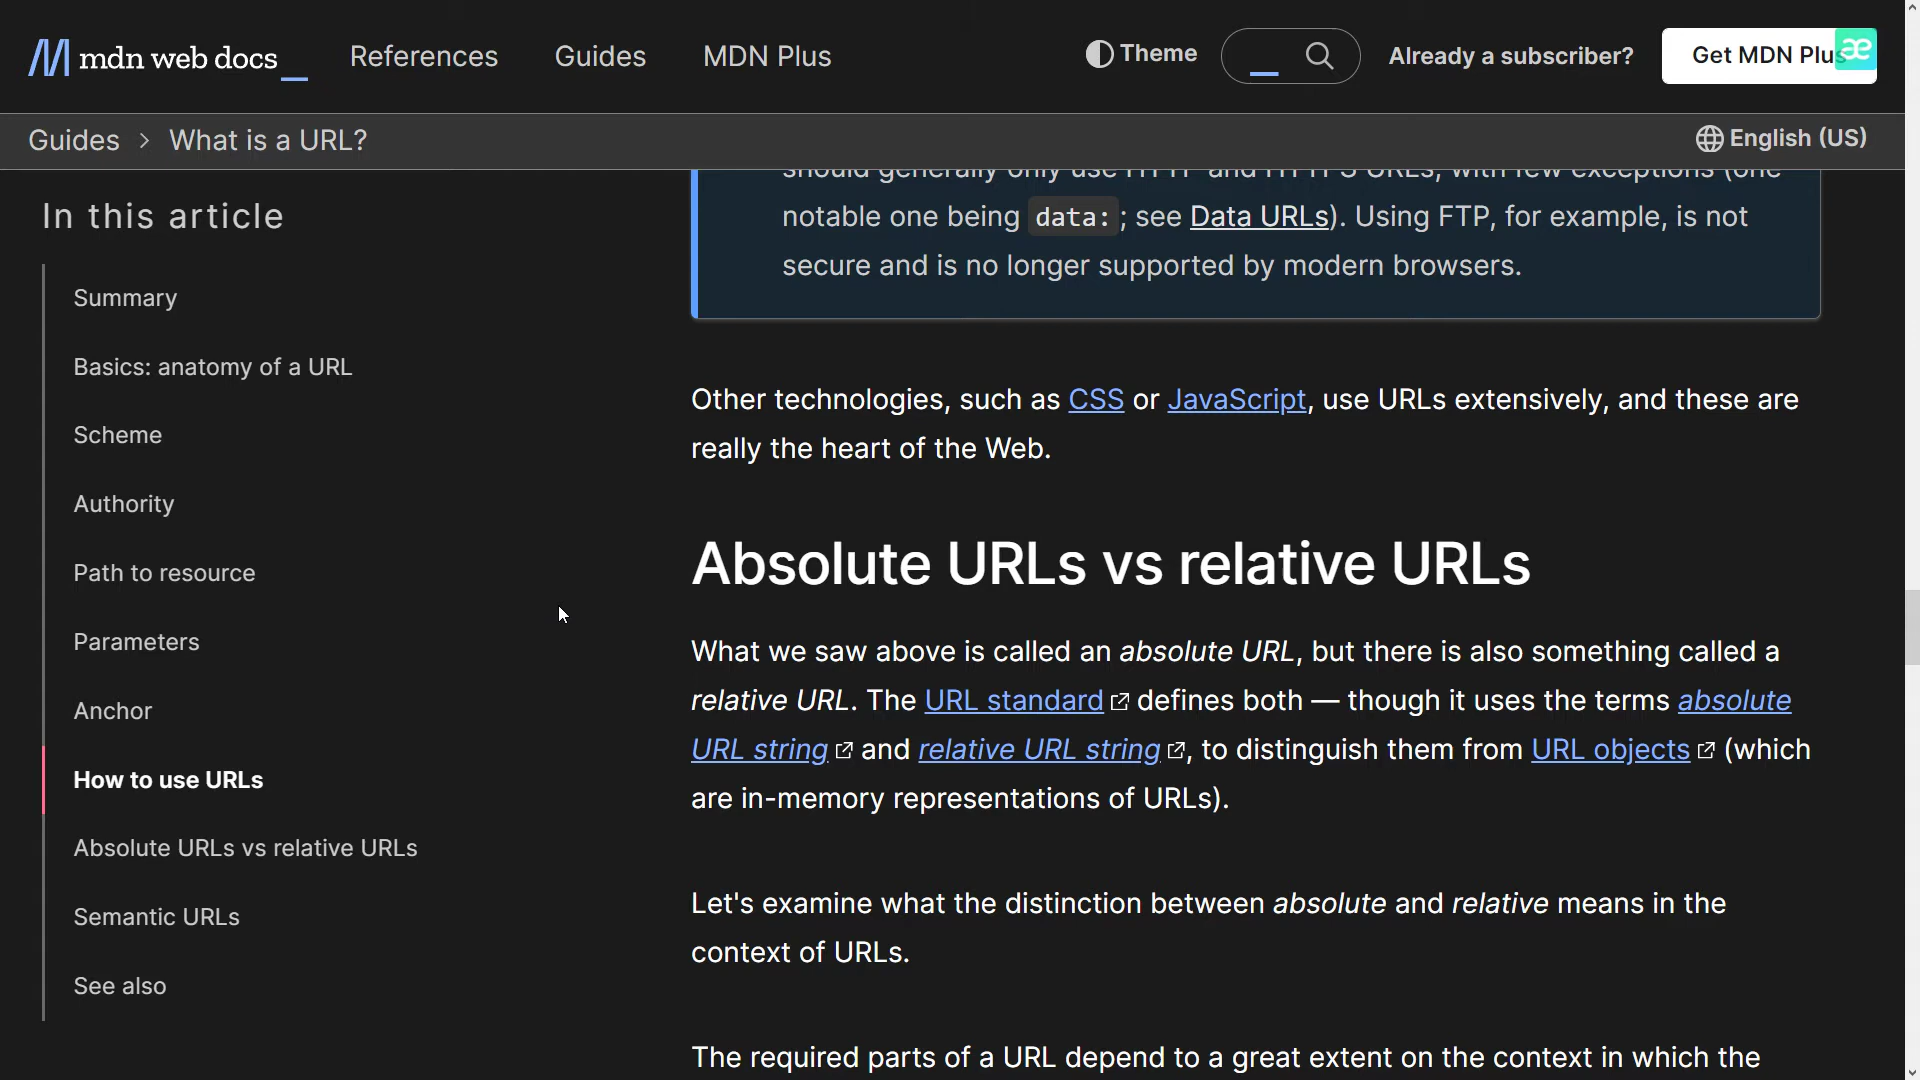 mdn web docs_
References
Guides
MDN Plus
Theme
Already a subscriber?
Get MDN Plus
æ
Guides > What is a URL?
English (US)
In this article
Summary
Basics: anatomy of a URL
Scheme
Authority
Path to resource
Parameters
Anchor
How to use URLs
Absolute URLs vs relative URLs
Semantic URLs
See also
should generally only use HTTP and HTTPS URLs, with few exceptions (one
notable one being data:; see Data URLs). Using FTP, for example, is not
secure and is no longer supported by modern browsers.
Other technologies, such as CSS or JavaScript, use URLs extensively, and these are
really the heart of the Web.
Absolute URLs vs relative URLs
What we saw above is called an absolute URL, but there is also something called a
relative URL. The URL standard defines both — though it uses the terms absolute
URL string and relative URL string, to distinguish them from URL objects (which
are in-memory representations of URLs).
Let's examine what the distinction between absolute and relative means in the
context of URLs.
The required parts of a URL depend to a great extent on the context in which the